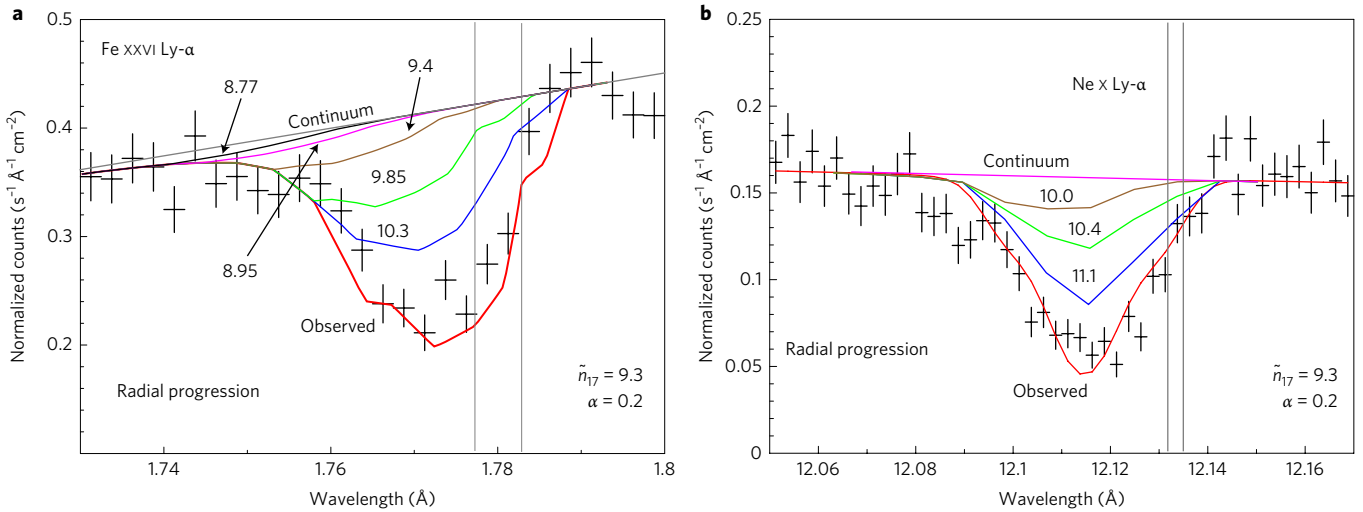 a
Fe XXVI Ly-α
8.77
9.4
Continuum
9.85
10.3
8.95
Observed
Radial progression
ñ17 = 9.3
α = 0.2
0.5
0.4
0.3
0.2
Normalized counts (s⁻¹ Å⁻¹ cm⁻²)
1.74
1.76
1.78
1.8
Wavelength (Å)
b
Ne X Ly-α
Continuum
10.0
10.4
11.1
Radial progression
Observed
ñ17 = 9.3
α = 0.2
0.25
0.20
0.15
0.10
0.05
0
Normalized counts (s⁻¹ Å⁻¹ cm⁻²)
12.06
12.08
12.1
12.12
12.14
12.16
Wavelength (Å)